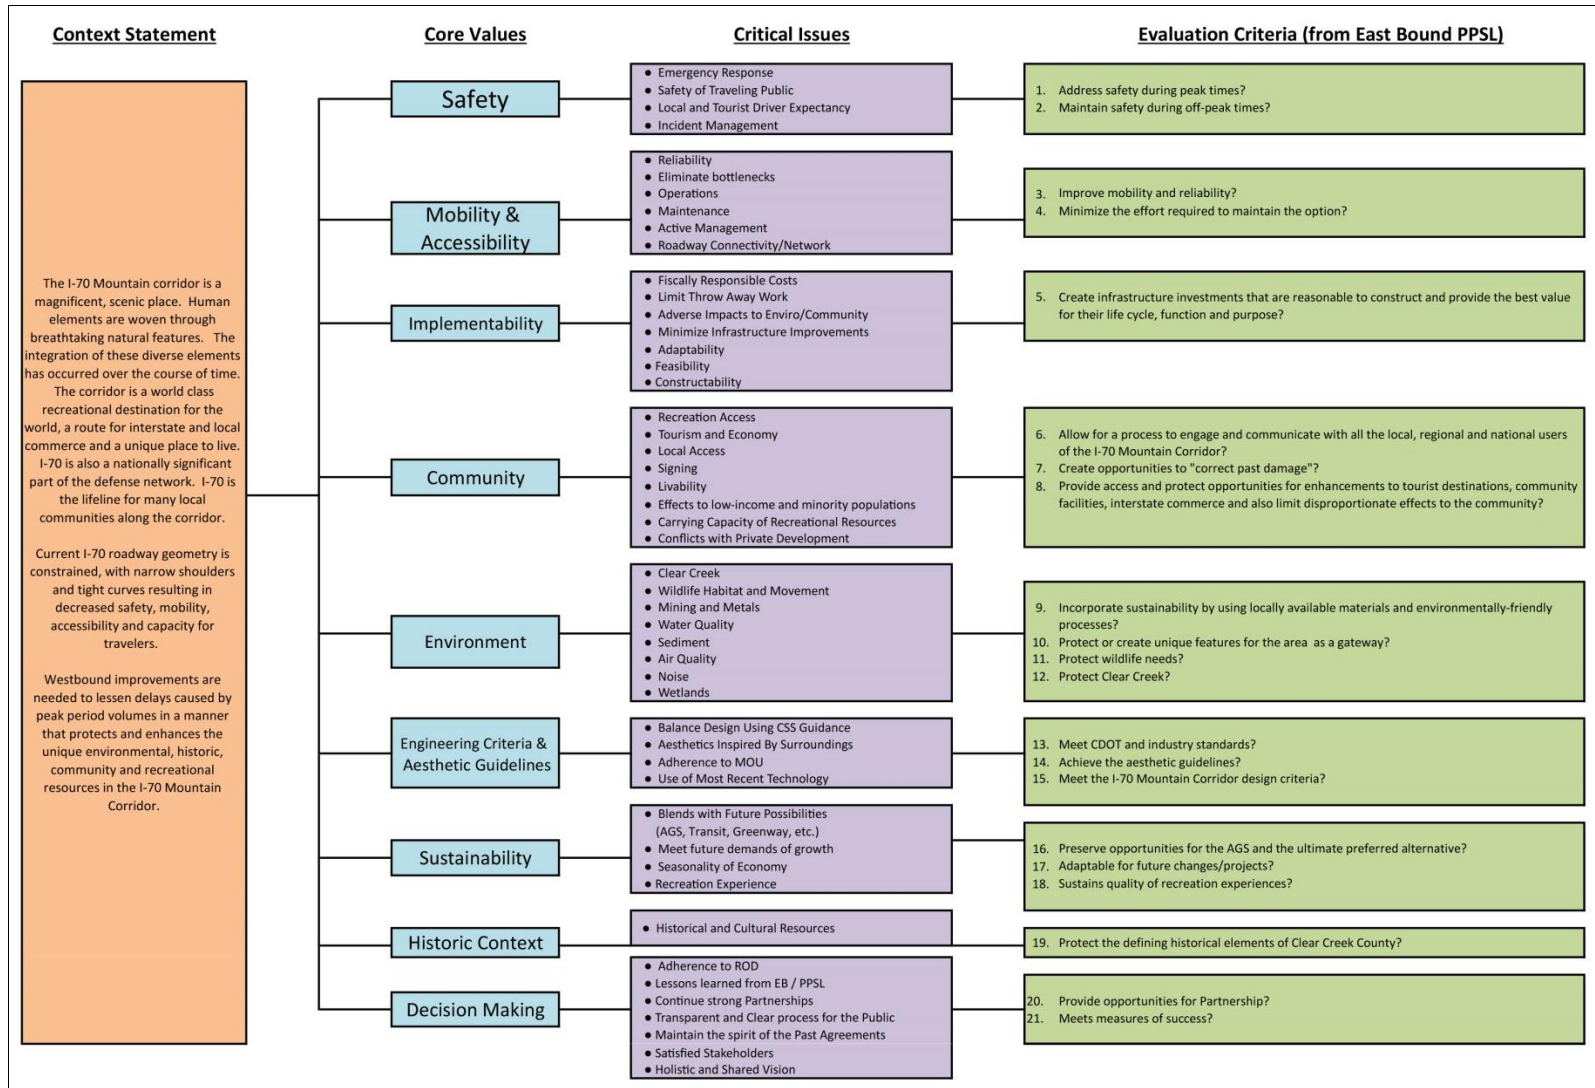 Context Statement
Core Values
Critical Issues
Evaluation Criteria (from East Bound PPSL)
The I-70 Mountain corridor is a
magnificent, scenic place. Human
elements are woven through
breathtaking natural features. The
integration of these diverse elements
has occurred over the course of time.
The corridor is a world class
recreational destination for the
world, a route for interstate and local
commerce and a unique place to live.
I-70 is also a nationally significant
part of the defense network. I-70 is
the lifeline for many local
communities along the corridor.
Current I-70 roadway geometry is
constrained, with narrow shoulders
and tight curves resulting in
decreased safety, mobility,
accessibility and capacity for
travelers.
Westbound improvements are
needed to lessen delays caused by
peak period volumes in a manner
that protects and enhances the
unique environmental, historic,
community and recreational
resources in the I-70 Mountain
Corridor.
Safety
● Emergency Response
● Safety of Traveling Public
● Local and Tourist Driver Expectancy
● Incident Management
1. Address safety during peak times?
2. Maintain safety during off-peak times?
Mobility &
Accessibility
● Reliability
● Eliminate bottlenecks
● Operations
● Maintenance
● Active Management
● Roadway Connectivity/Network
3. Improve mobility and reliability?
4. Minimize the effort required to maintain the option?
Implementability
● Fiscally Responsible Costs
● Limit Throw Away Work
● Adverse Impacts to Enviro/Community
● Minimize Infrastructure Improvements
● Adaptability
● Feasibility
● Constructability
5. Create infrastructure investments that are reasonable to construct and provide the best value
for their life cycle, function and purpose?
Community
● Recreation Access
● Tourism and Economy
● Local Access
● Signing
● Livability
● Effects to low-income and minority populations
● Carrying Capacity of Recreational Resources
● Conflicts with Private Development
6. Allow for a process to engage and communicate with all the local, regional and national users
of the I-70 Mountain Corridor?
7. Create opportunities to "correct past damage"?
8. Provide access and protect opportunities for enhancements to tourist destinations, community
facilities, interstate commerce and also limit disproportionate effects to the community?
Environment
● Clear Creek
● Wildlife Habitat and Movement
● Mining and Metals
● Water Quality
● Sediment
● Air Quality
● Noise
● Wetlands
9. Incorporate sustainability by using locally available materials and environmentally-friendly
processes?
10. Protect or create unique features for the area as a gateway?
11. Protect wildlife needs?
12. Protect Clear Creek?
Engineering Criteria &
Aesthetic Guidelines
● Balance Design Using CSS Guidance
● Aesthetics Inspired By Surroundings
● Adherence to MOU
● Use of Most Recent Technology
13. Meet CDOT and industry standards?
14. Achieve the aesthetic guidelines?
15. Meet the I-70 Mountain Corridor design criteria?
Sustainability
● Blends with Future Possibilities
(AGS, Transit, Greenway, etc.)
● Meet future demands of growth
● Seasonality of Economy
● Recreation Experience
16. Preserve opportunities for the AGS and the ultimate preferred alternative?
17. Adaptable for future changes/projects?
18. Sustains quality of recreation experiences?
Historic Context
● Historical and Cultural Resources
19. Protect the defining historical elements of Clear Creek County?
Decision Making
● Adherence to ROD
● Lessons learned from EB / PPSL
● Continue strong Partnerships
● Transparent and Clear process for the Public
● Maintain the spirit of the Past Agreements
● Satisfied Stakeholders
● Holistic and Shared Vision
20. Provide opportunities for Partnership?
21. Meets measures of success?